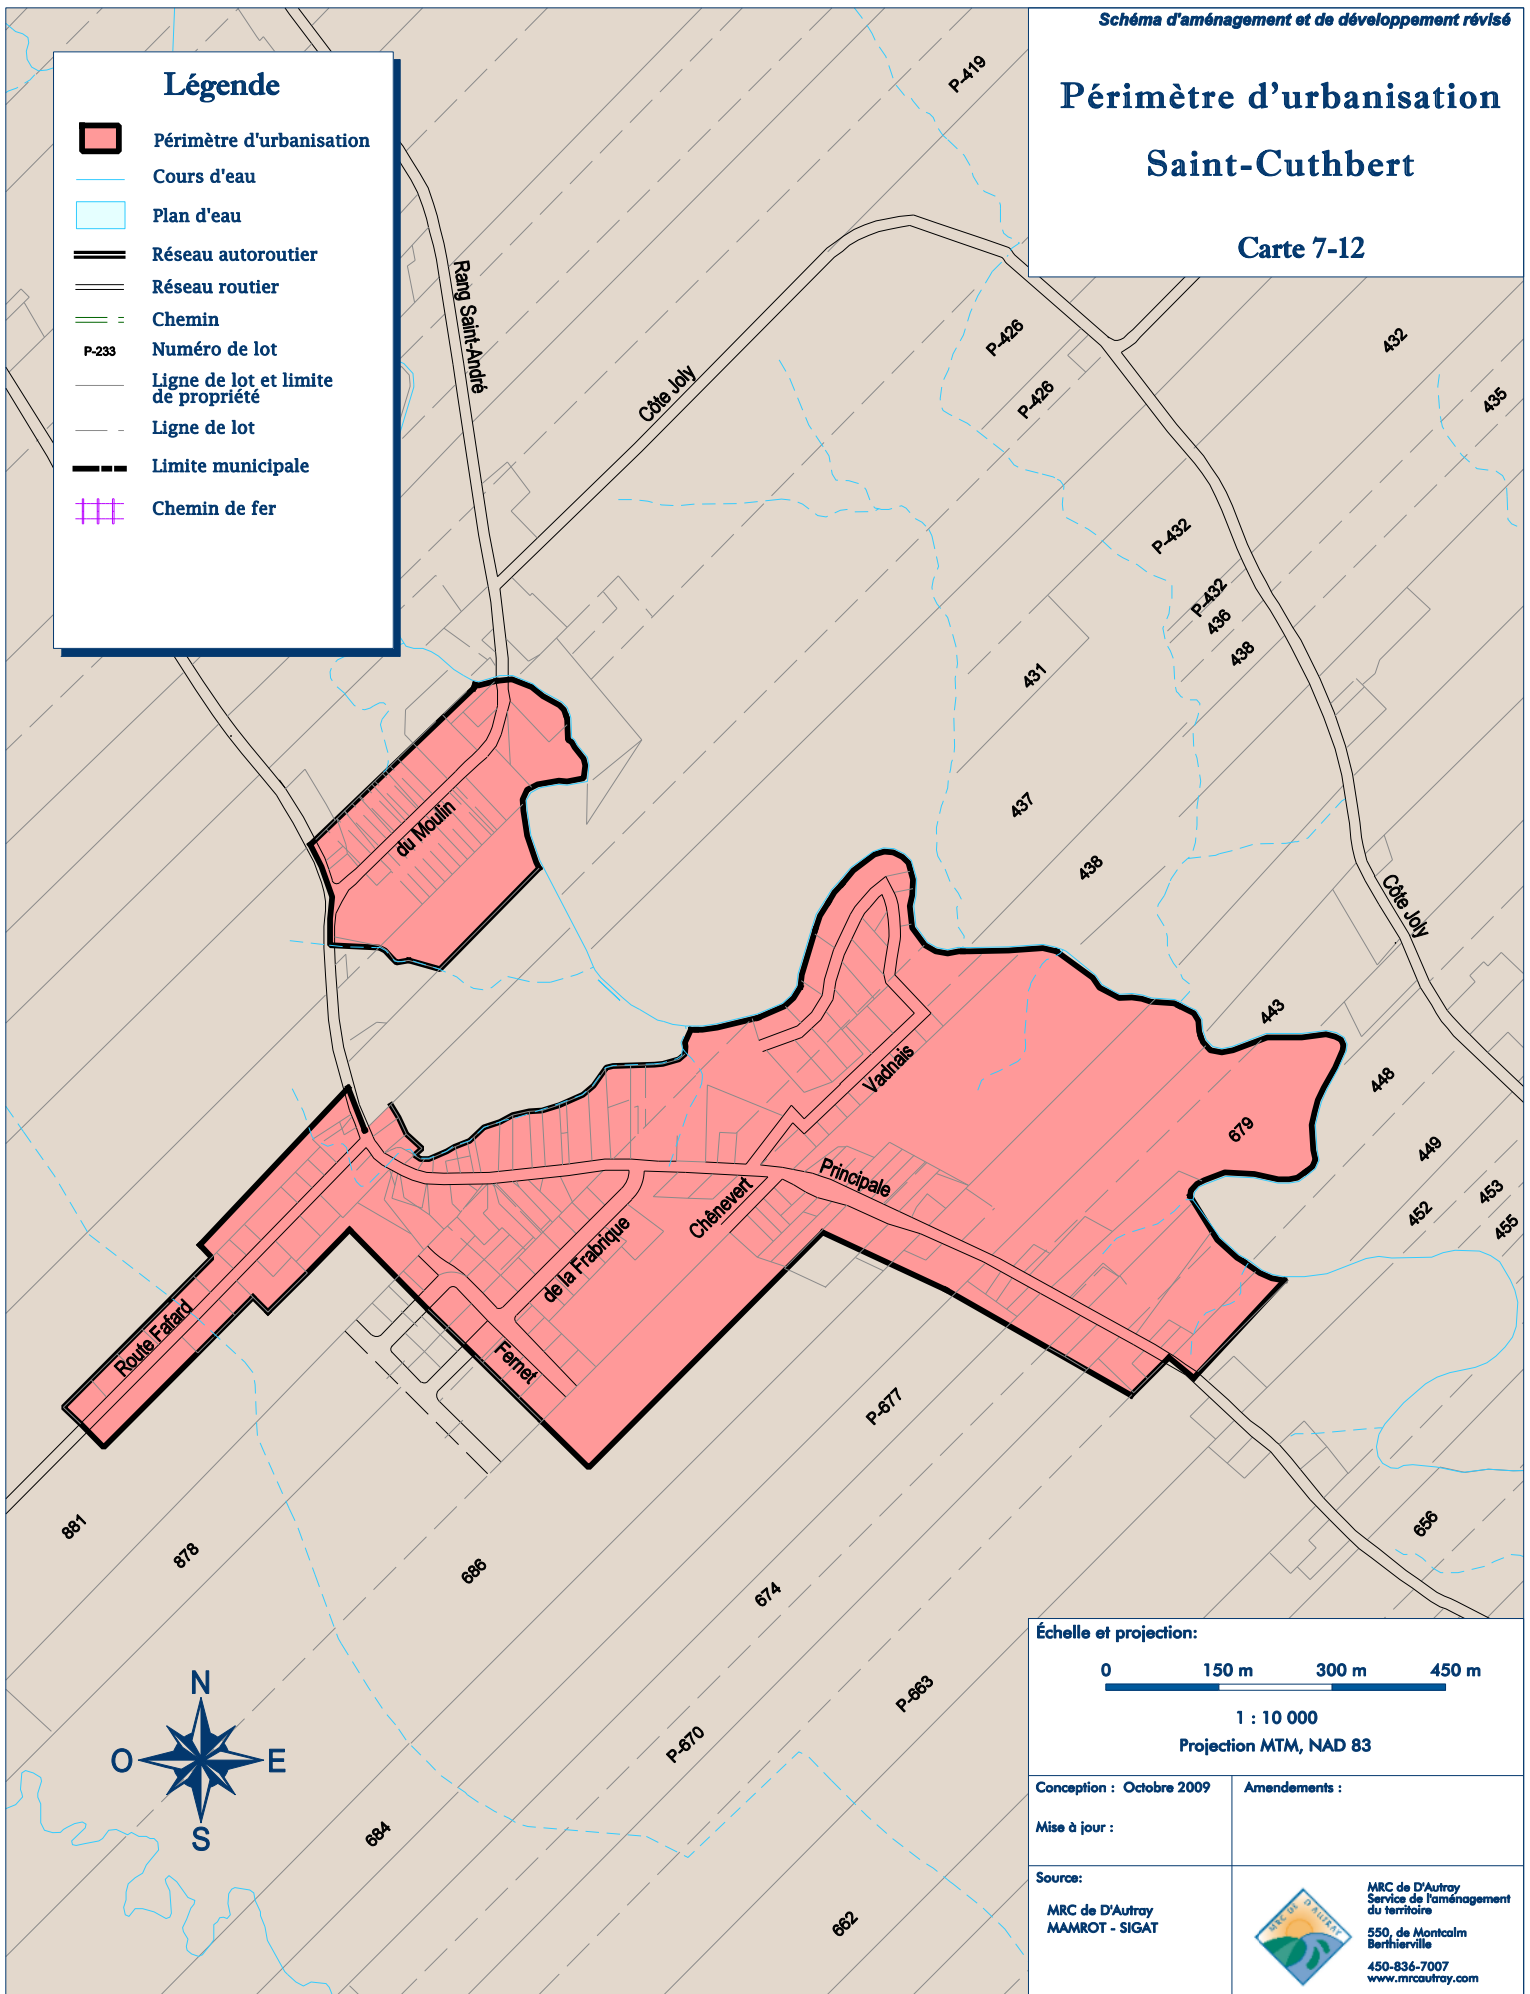 Schéma d'aménagement et de développement révisé
Périmètre d'urbanisation
Saint-Cuthbert
Carte 7-12
Légende
Périmètre d'urbanisation
Cours d'eau
Plan d'eau
Réseau autoroutier
Réseau routier
Chemin
P-233 Numéro de lot
Ligne de lot et limite
de propriété
Ligne de lot
Limite municipale
Chemin de fer
P-419
Rang Saint-André
Côte Joly
P-426
P-426
432
435
P-432
P-432
436
438
431
437
438
du Moulin
Côte Joly
443
448
449
453
452
455
679
Vadnais
Principale
Chênevert
de la Frabrique
Fernet
Route Fafard
P-677
881
878
686
674
656
P-663
P-670
684
662
N
O
E
S
Échelle et projection:
0 150 m 300 m 450 m
1 : 10 000
Projection MTM, NAD 83
Conception : Octobre 2009
Mise à jour :
Amendements :
Source:
MRC de D'Autray
MAMROT - SIGAT
MRC DE D'AUTRAY
MRC de D'Autray
Service de l'aménagement
du territoire
550, de Montcalm
Berthierville
450-836-7007
www.mrcautray.com